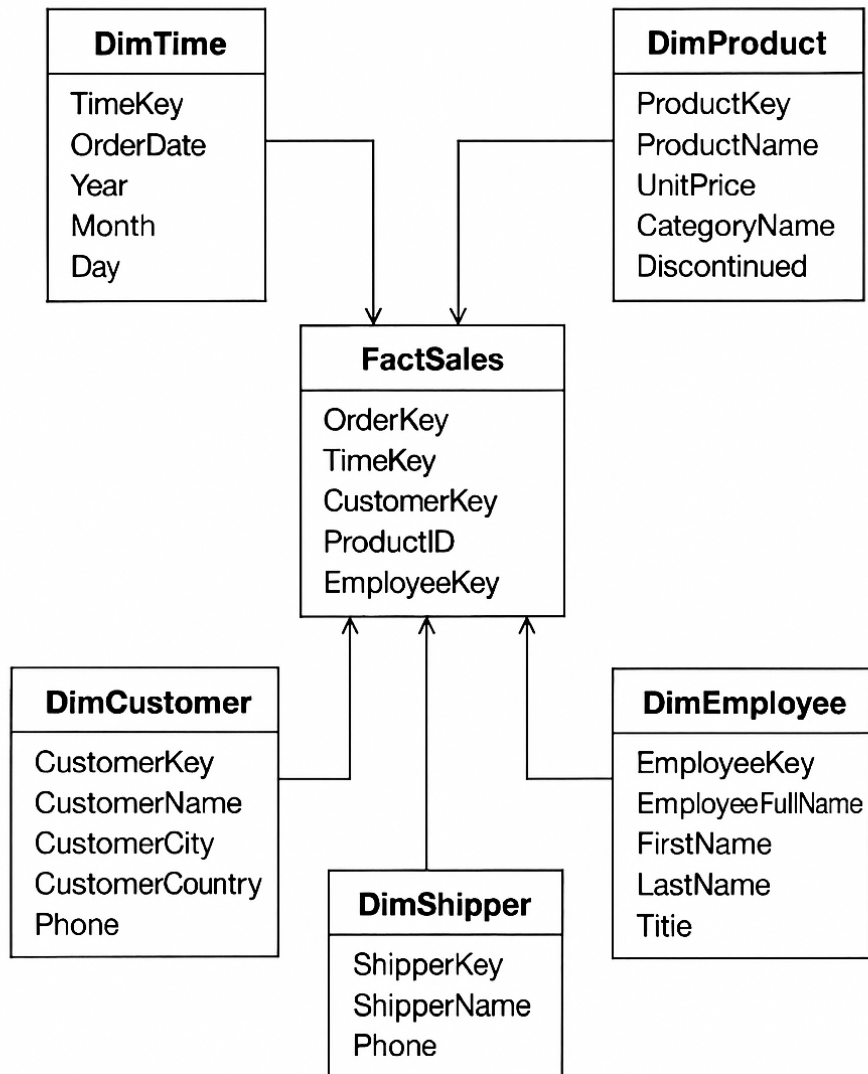 DimTime
TimeKey
OrderDate
Year
Month
Day
DimProduct
ProductKey
ProductName
UnitPrice
CategoryName
Discontinued
FactSales
OrderKey
TimeKey
CustomerKey
ProductID
EmployeeKey
DimCustomer
CustomerKey
CustomerName
CustomerCity
CustomerCountry
Phone
DimShipper
ShipperKey
ShipperName
Phone
DimEmployee
EmployeeKey
EmployeeFullName
FirstName
LastName
Titie